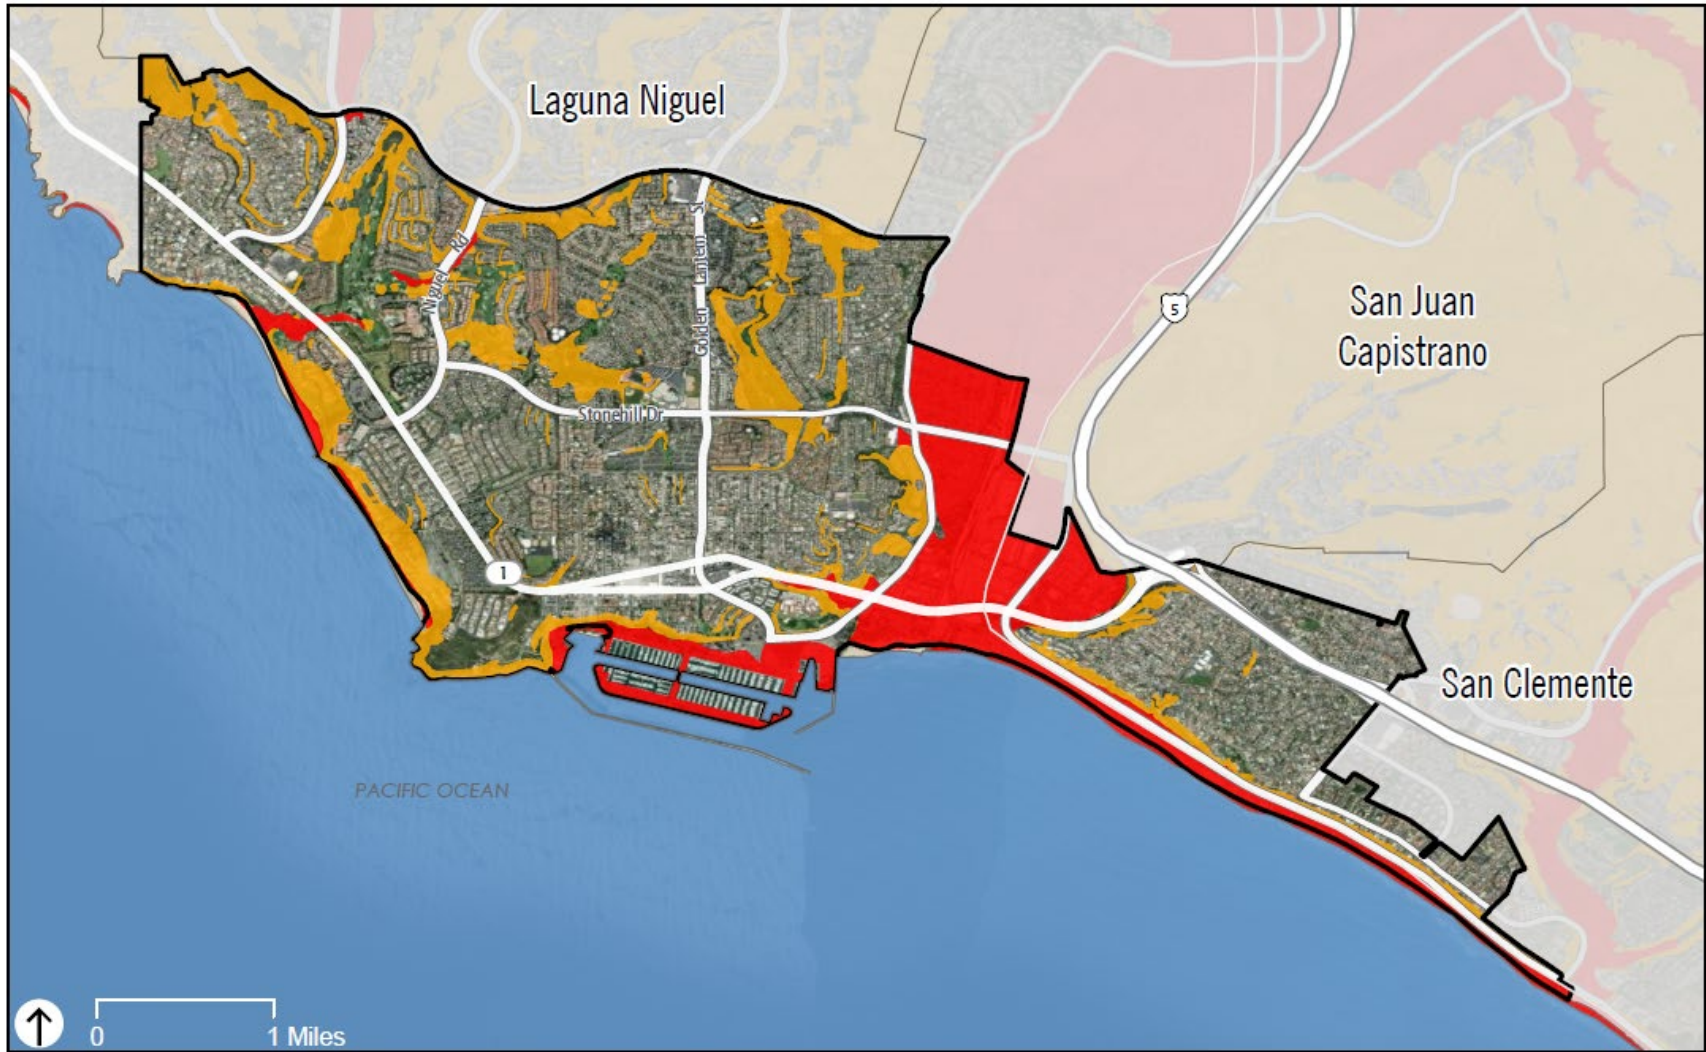 Laguna Niguel
Niguel Rd
Golden Lantern St
5
San Juan
Capistrano
Stonehill Dr
1
San Clemente
PACIFIC OCEAN
0 1 Miles